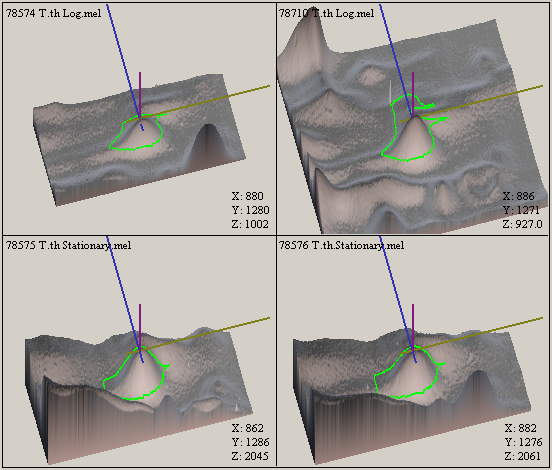 78574 T.th Log.mel
X: 880
Y: 1280
Z: 1002
78710 T.th Log.mel
X: 886
Y: 1271
Z: 927.0
78575 T.th Stationary.mel
X: 862
Y: 1286
Z: 2045
78576 T.th.Stationary.mel
X: 882
Y: 1276
Z: 2061